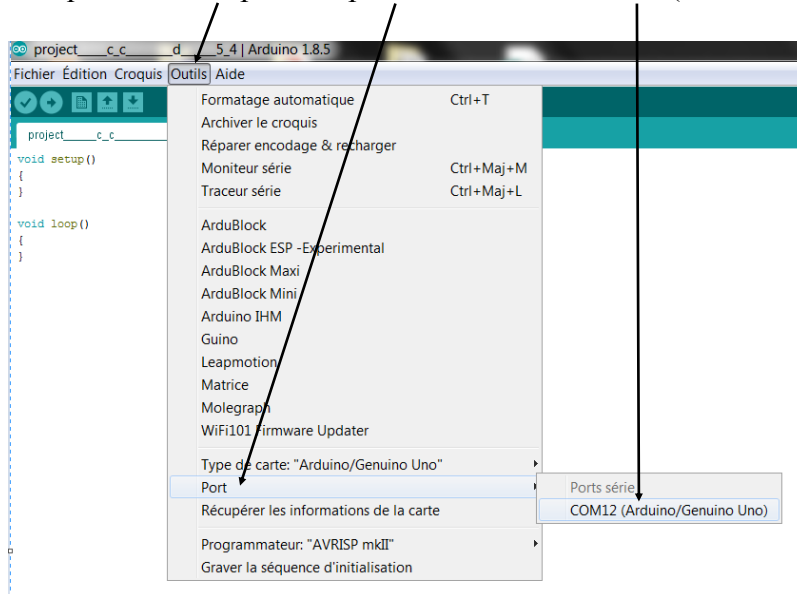 project____c_c______d____5_4 | Arduino 1.8.5
Fichier Édition Croquis Outils Aide
project____c_c______
void setup()
{
}
void loop()
{
}
Formatage automatique Ctrl+T
Archiver le croquis
Réparer encodage & recharger
Moniteur série Ctrl+Maj+M
Traceur série Ctrl+Maj+L
ArduBlock
ArduBlock ESP -Experimental
ArduBlock Maxi
ArduBlock Mini
Arduino IHM
Guino
Leapmotion
Matrice
Molegraph
WiFi101 Firmware Updater
Type de carte: "Arduino/Genuino Uno"
Port
Récupérer les informations de la carte
Programmateur: "AVRISP mkII"
Graver la séquence d'initialisation
Ports série
COM12 (Arduino/Genuino Uno)